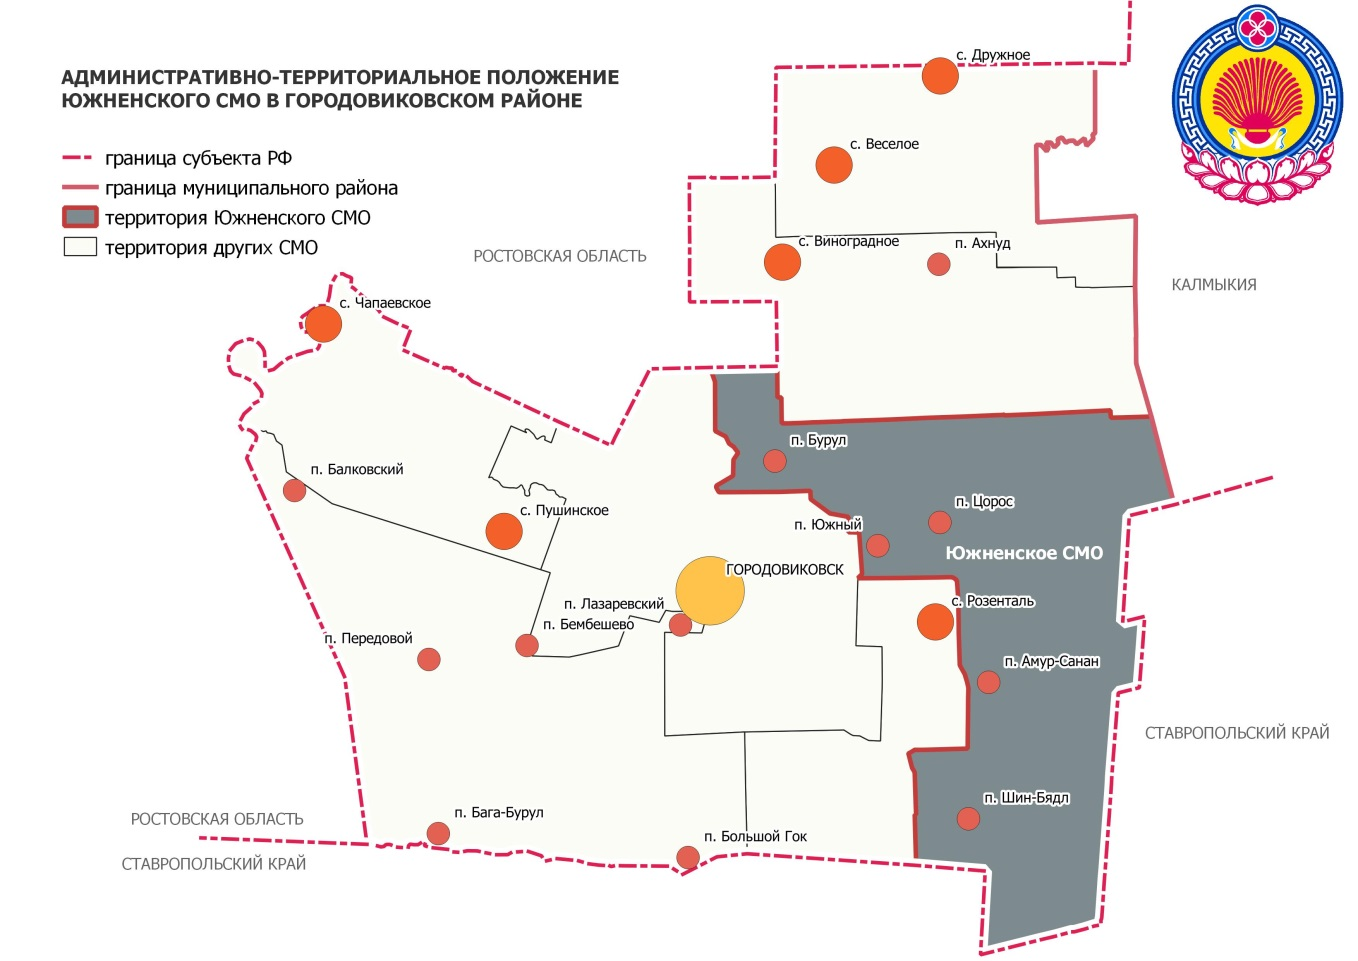 АДМИНИСТРАТИВНО-ТЕРРИТОРИАЛЬНОЕ ПОЛОЖЕНИЕ
ЮЖНЕНСКОГО СМО В ГОРОДОВИКОВСКОМ РАЙОНЕ
граница субъекта РФ
граница муниципального района
территория Южненского СМО
территория других СМО
с. Дружное
с. Веселое
с. Виноградное
п. Ахнуд
РОСТОВСКАЯ ОБЛАСТЬ
КАЛМЫКИЯ
с. Чапаевское
п. Бурул
п. Балковский
п. Цорос
с. Пушинское
п. Южный
Южненское СМО
ГОРОДОВИКОВСК
п. Лазаревский
с. Розенталь
п. Бембешево
п. Передовой
п. Амур-Санан
СТАВРОПОЛЬСКИЙ КРАЙ
п. Шин-Бядл
п. Бага-Бурул
РОСТОВСКАЯ ОБЛАСТЬ
п. Большой Гок
СТАВРОПОЛЬСКИЙ КРАЙ